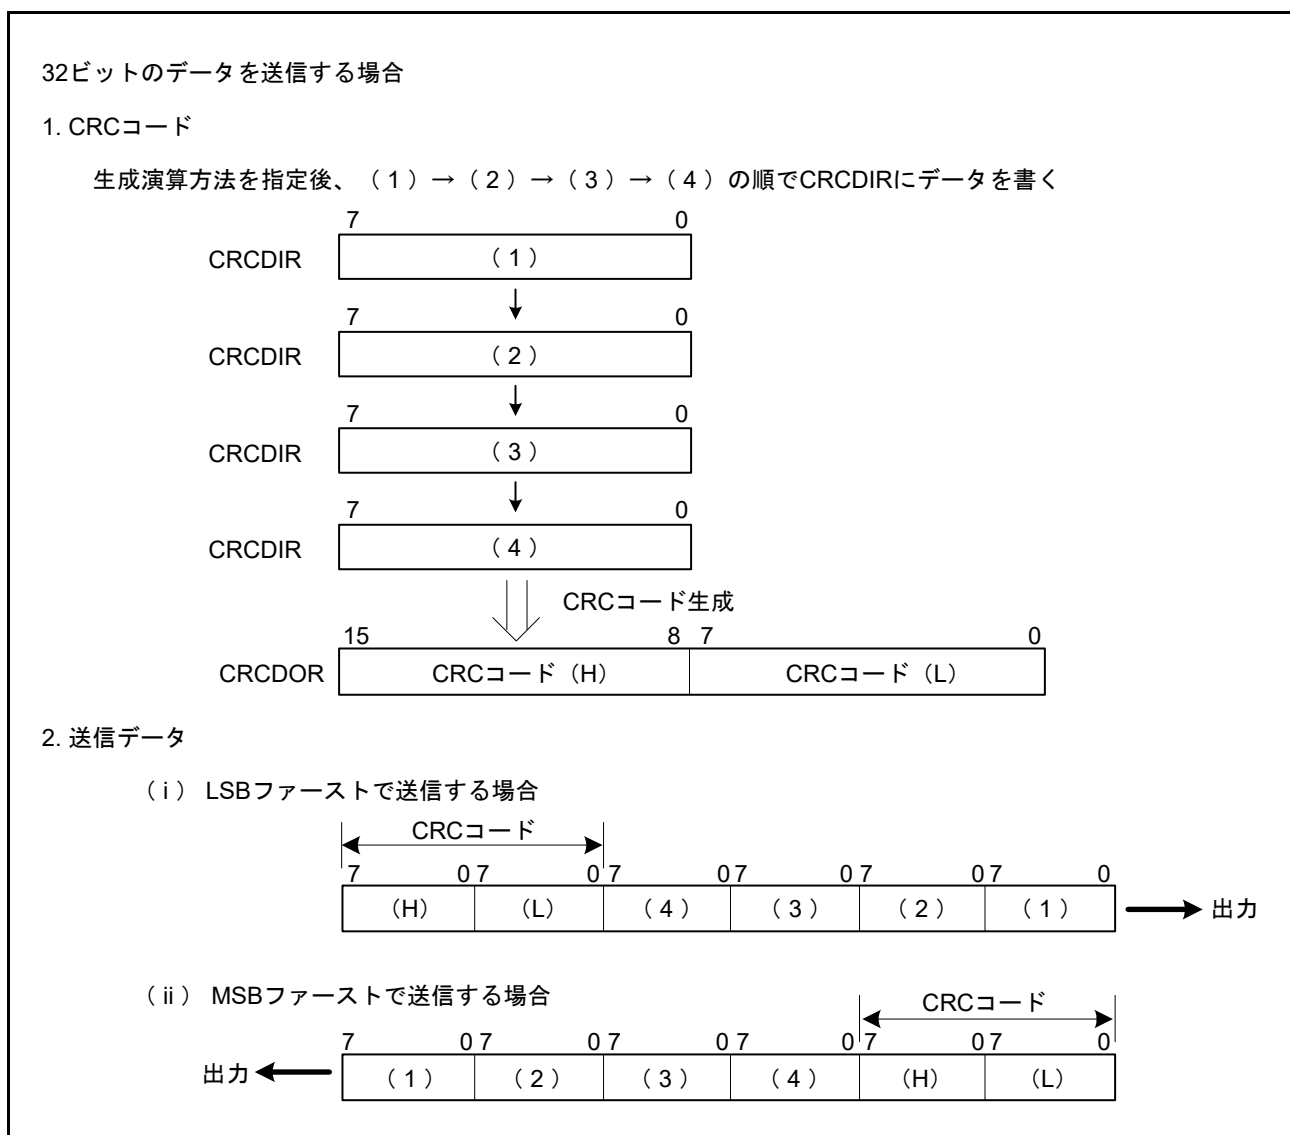 32ビットのデータを送信する場合
1. CRCコード
生成演算方法を指定後、（1）→（2）→（3）→（4）の順でCRCDIRにデータを書く
7 0
CRCDIR （1）
7 0
CRCDIR （2）
7 0
CRCDIR （3）
7 0
CRCDIR （4）
CRCコード生成
15 8 7 0
CRCDOR CRCコード（H） CRCコード（L）
2. 送信データ
（i） LSBファーストで送信する場合
CRCコード
7 0 7 0 7 0 7 0 7 0 7 0
（H） （L） （4） （3） （2） （1） 出力
（ii） MSBファーストで送信する場合
CRCコード
7 0 7 0 7 0 7 0 7 0 7 0
出力 （1） （2） （3） （4） （H） （L）